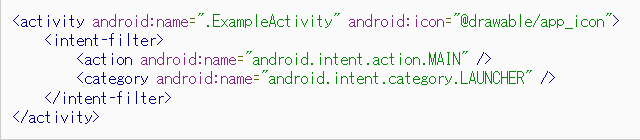 <activity android:name=".ExampleActivity" android:icon="@drawable/app_icon">
    <intent-filter>
        <action android:name="android.intent.action.MAIN" />
        <category android:name="android.intent.category.LAUNCHER" />
    </intent-filter>
</activity>